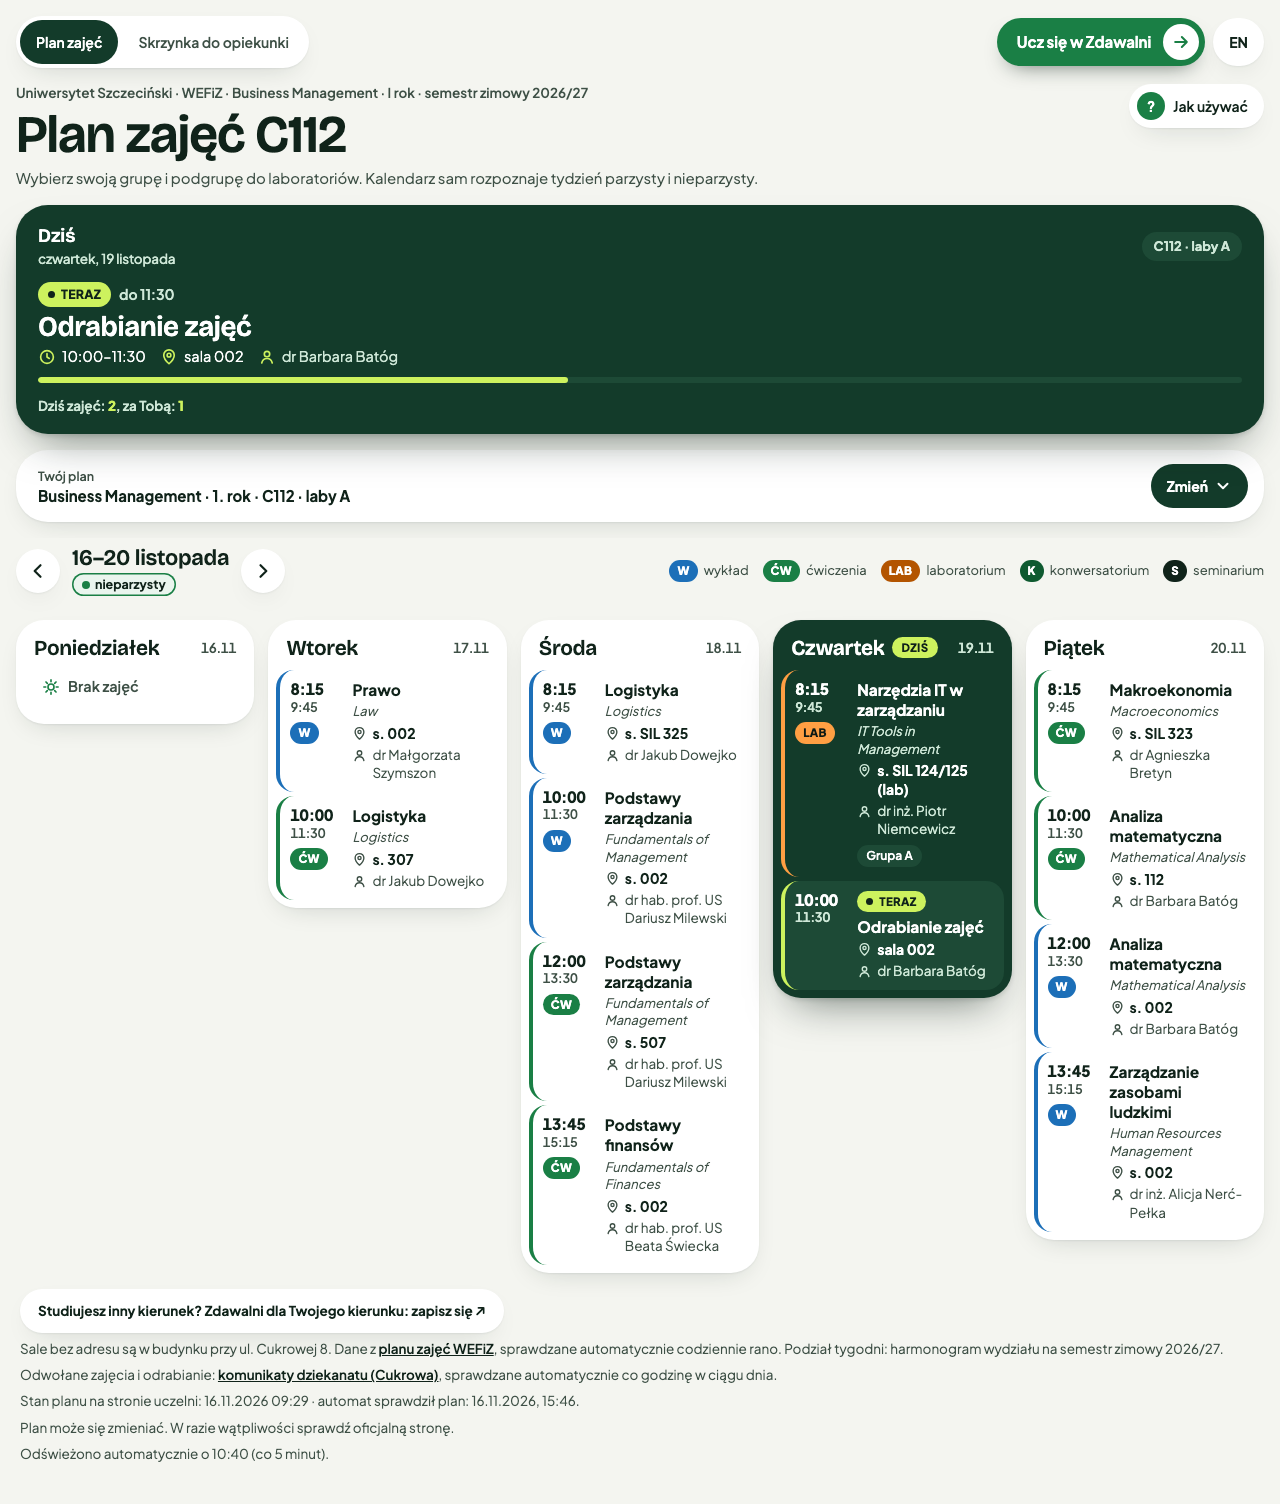 Plan zajęć
Skrzynka do opiekunki
Ucz się w Zdawalni
EN
Uniwersytet Szczeciński · WEFiZ · Business Management · I rok · semestr zimowy 2026/27
Plan zajęć C112
? Jak używać
Wybierz swoją grupę i podgrupę do laboratoriów. Kalendarz sam rozpoznaje tydzień parzysty i nieparzysty.
Dziś
czwartek, 19 listopada
C112 · laby A
TERAZ do 11:30
Odrabianie zajęć
10:00–11:30 sala 002 dr Barbara Batóg
Dziś zajęć: 2, za Tobą: 1
Twój plan
Business Management · 1. rok · C112 · laby A
Zmień
16–20 listopada
nieparzysty
W wykład ĆW ćwiczenia LAB laboratorium K konwersatorium S seminarium
Poniedziałek 16.11
Brak zajęć
Wtorek 17.11
8:15
9:45
W
Prawo
Law
s. 002
dr Małgorzata
Szymszon
10:00
11:30
ĆW
Logistyka
Logistics
s. 307
dr Jakub Dowejko
Środa 18.11
8:15
9:45
W
Logistyka
Logistics
s. SIL 325
dr Jakub Dowejko
10:00
11:30
W
Podstawy
zarządzania
Fundamentals of
Management
s. 002
dr hab. prof. US
Dariusz Milewski
12:00
13:30
ĆW
Podstawy
zarządzania
Fundamentals of
Management
s. 507
dr hab. prof. US
Dariusz Milewski
13:45
15:15
ĆW
Podstawy
finansów
Fundamentals of
Finances
s. 002
dr hab. prof. US
Beata Świecka
Czwartek DZIŚ 19.11
8:15
9:45
LAB
Narzędzia IT w
zarządzaniu
IT Tools in
Management
s. SIL 124/125
(lab)
dr inż. Piotr
Niemcewicz
Grupa A
10:00
11:30
TERAZ
Odrabianie zajęć
sala 002
dr Barbara Batóg
Piątek 20.11
8:15
9:45
ĆW
Makroekonomia
Macroeconomics
s. SIL 323
dr Agnieszka
Bretyn
10:00
11:30
ĆW
Analiza
matematyczna
Mathematical Analysis
s. 112
dr Barbara Batóg
12:00
13:30
W
Analiza
matematyczna
Mathematical Analysis
s. 002
dr Barbara Batóg
13:45
15:15
W
Zarządzanie
zasobami
ludzkimi
Human Resources
Management
s. 002
dr inż. Alicja Nerć-
Pełka
Studiujesz inny kierunek? Zdawalni dla Twojego kierunku: zapisz się ↗
Sale bez adresu są w budynku przy ul. Cukrowej 8. Dane z planu zajęć WEFiZ, sprawdzane automatycznie codziennie rano. Podział tygodni: harmonogram wydziału na semestr zimowy 2026/27.
Odwołane zajęcia i odrabianie: komunikaty dziekanatu (Cukrowa), sprawdzane automatycznie co godzinę w ciągu dnia.
Stan planu na stronie uczelni: 16.11.2026 09:29 · automat sprawdził plan: 16.11.2026, 15:46.
Plan może się zmieniać. W razie wątpliwości sprawdź oficjalną stronę.
Odświeżono automatycznie o 10:40 (co 5 minut).